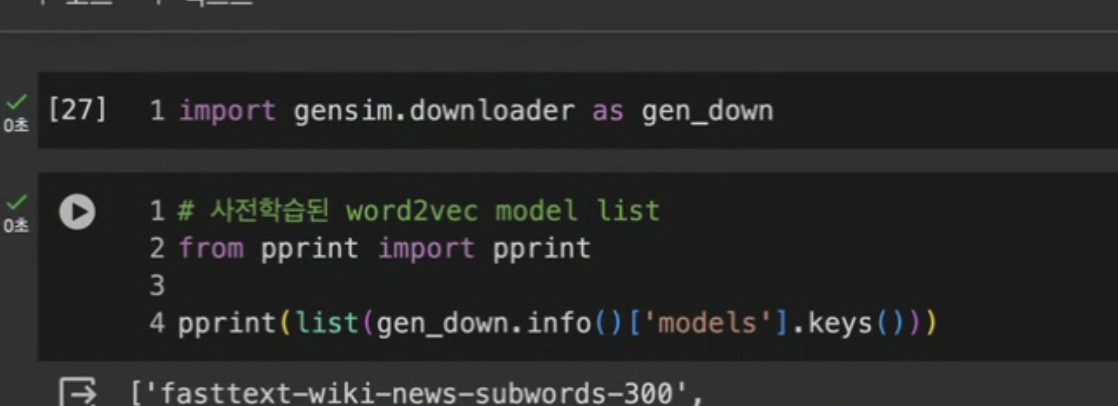 [27] 1 import gensim.downloader as gen_down
0초
1 # 사전학습된 word2vec model list
0초
2 from pprint import pprint
3
4 pprint(list(gen_down.info()['models'].keys()))
['fasttext-wiki-news-subwords-300',